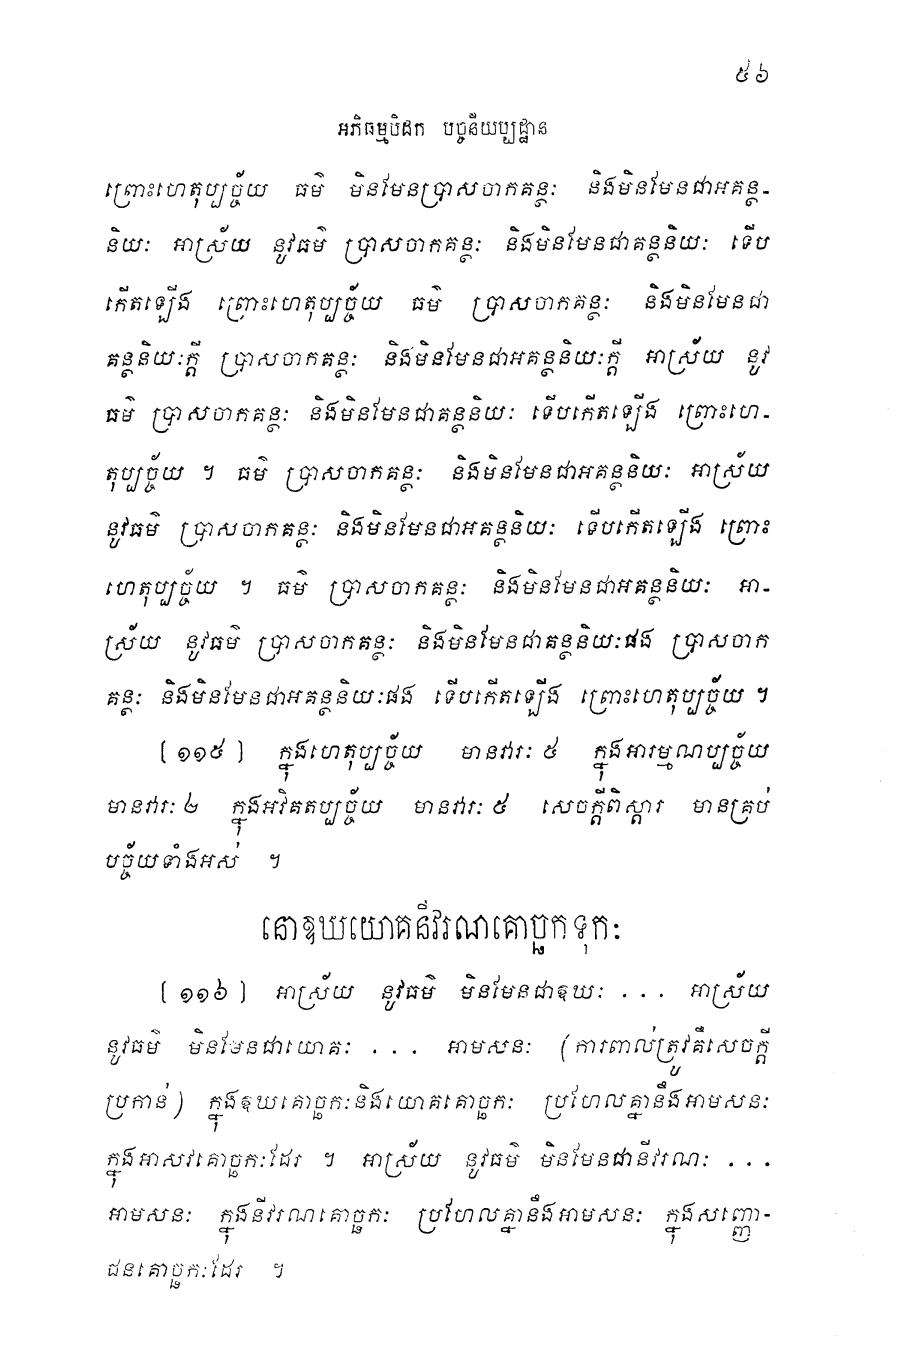 ៥៦
អភិធម្មបិដក បច្ចនីយប្បដ្ឋាន
ព្រោះហេតុប្បច្ច័យ ធម៌ មិនមែនប្រាសចាកគន្ថៈ និងមិនមែនជាអគន្ថ-
និយៈ អាស្រ័យ នូវធម៌ ប្រាសចាកគន្ថៈ និងមិនមែនជាគន្ថនិយៈ ទើប
កើតឡើង ព្រោះហេតុប្បច្ច័យ ធម៌ ប្រាសចាកគន្ថៈ និងមិនមែនជា
គន្ថនិយៈក្តី ប្រាសចាកគន្ថៈ និងមិនមែនជាអគន្ថនិយៈក្តី អាស្រ័យ នូវ
ធម៌ ប្រាសចាកគន្ថៈ និងមិនមែនជាគន្ថនិយៈ ទើបកើតឡើង ព្រោះហេ-
តុប្បច្ច័យ ។ ធម៌ ប្រាសចាកគន្ថៈ និងមិនមែនជាអគន្ថនិយៈ អាស្រ័យ
នូវធម៌ ប្រាសចាកគន្ថៈ និងមិនមែនជាអគន្ថនិយៈ ទើបកើតឡើង ព្រោះ
ហេតុប្បច្ច័យ ។ ធម៌ ប្រាសចាកគន្ថៈ និងមិនមែនជាអគន្ថនិយៈ អា-
ស្រ័យ នូវធម៌ ប្រាសចាកគន្ថៈ និងមិនមែនជាគន្ថនិយៈផង ប្រាសចាក
គន្ថៈ និងមិនមែនជាអគន្ថនិយៈផង ទើបកើតឡើង ព្រោះហេតុប្បច្ច័យ ។
[១១៥] ក្នុងហេតុប្បច្ច័យ មានវារៈ ៥ ក្នុងអារម្មណប្បច្ច័យ
មានវារៈ ២ ក្នុងអវិគតប្បច្ច័យ មានវារៈ ៥ សេចក្តីពិស្តារ មានគ្រប់
បច្ច័យទាំងអស់ ។
នោឱឃយោគនីវរណគោច្ឆកទុកៈ
[១១៦] អាស្រ័យ នូវធម៌ មិនមែនជាឱឃៈ ... អាស្រ័យ
នូវធម៌ មិនមែនជាយោគៈ ... អាមសនៈ (ការពាល់ត្រូវគឺសេចក្តី
ប្រកាន់) ក្នុងឱឃគោច្ឆកៈនិងយោគគោច្ឆកៈ ប្រហែលគ្នានឹងអាមសនៈ
ក្នុងអាសវគោច្ឆកៈដែរ ។ អាស្រ័យ នូវធម៌ មិនមែនជានីវរណៈ ...
អាមសនៈ ក្នុងនីវរណគោច្ឆកៈ ប្រហែលគ្នានឹងអាមសនៈ ក្នុងសញ្ញោ-
ជនគោច្ឆកៈដែរ ។